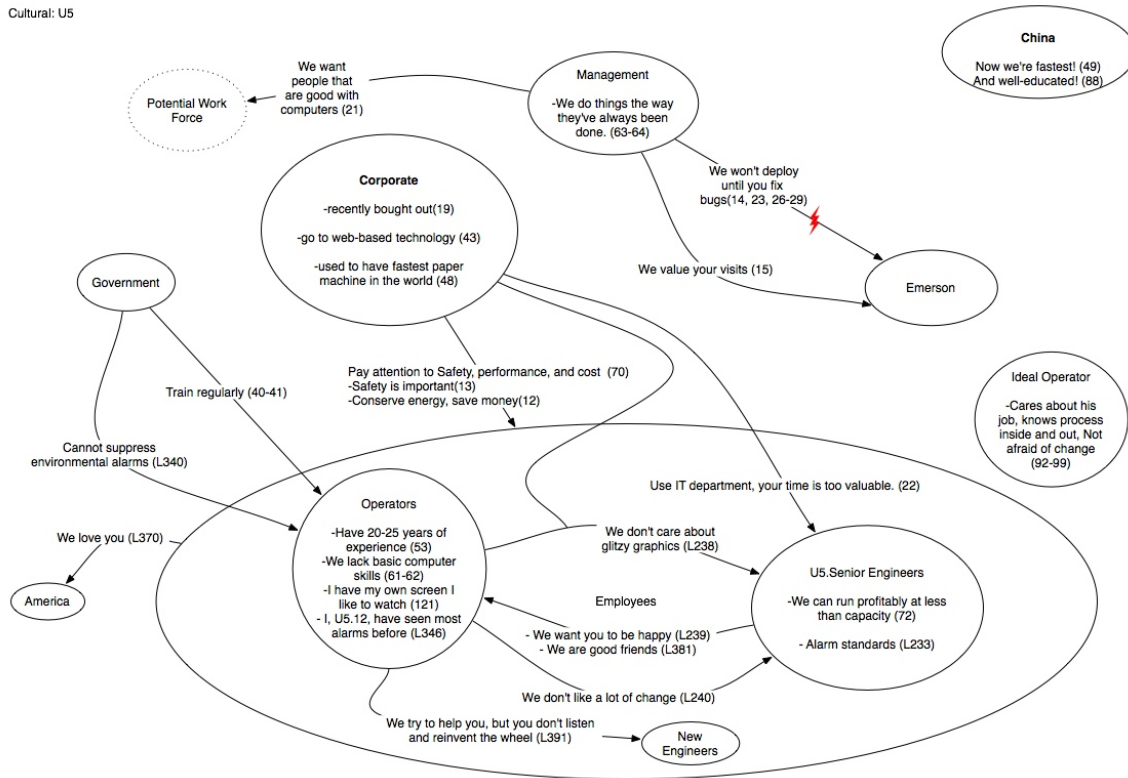 Cultural: U5
China
Now we're fastest! (49)
And well-educated! (88)
We want
people that
are good with
computers (21)
Potential Work
Force
Management
-We do things the way
they've always been
done. (63-64)
We won't deploy
until you fix
bugs(14, 23, 26-29)
Corporate
-recently bought out(19)
-go to web-based technology (43)
-used to have fastest paper
machine in the world (48)
We value your visits (15)
Emerson
Government
Train regularly (40-41)
Pay attention to Safety, performance, and cost (70)
-Safety is important(13)
-Conserve energy, save money(12)
Ideal Operator
-Cares about his
job, knows process
inside and out, Not
afraid of change
(92-99)
Cannot suppress
environmental alarms (L340)
Use IT department, your time is too valuable. (22)
Operators
-Have 20-25 years of
experience (53)
-We lack basic computer
skills (61-62)
-I have my own screen I
like to watch (121)
- I, U5.12, have seen most
alarms before (L346)
We don't care about
glitzy graphics (L238)
We love you (L370)
America
U5.Senior Engineers
-We can run profitably at less
than capacity (72)
- Alarm standards (L233)
Employees
- We want you to be happy (L239)
- We are good friends (L381)
We don't like a lot of change (L240)
We try to help you, but you don't listen
and reinvent the wheel (L391)
New
Engineers